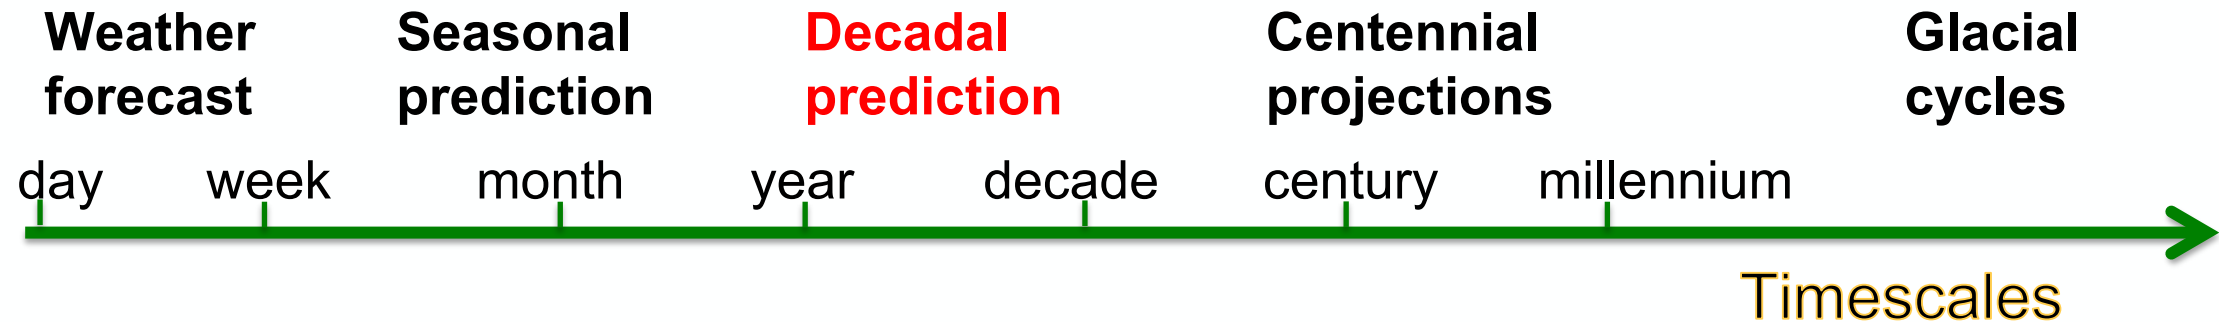 Weather
forecast
Seasonal
prediction
Decadal
prediction
Centennial
projections
Glacial
cycles
day week month year decade century millennium
Timescales